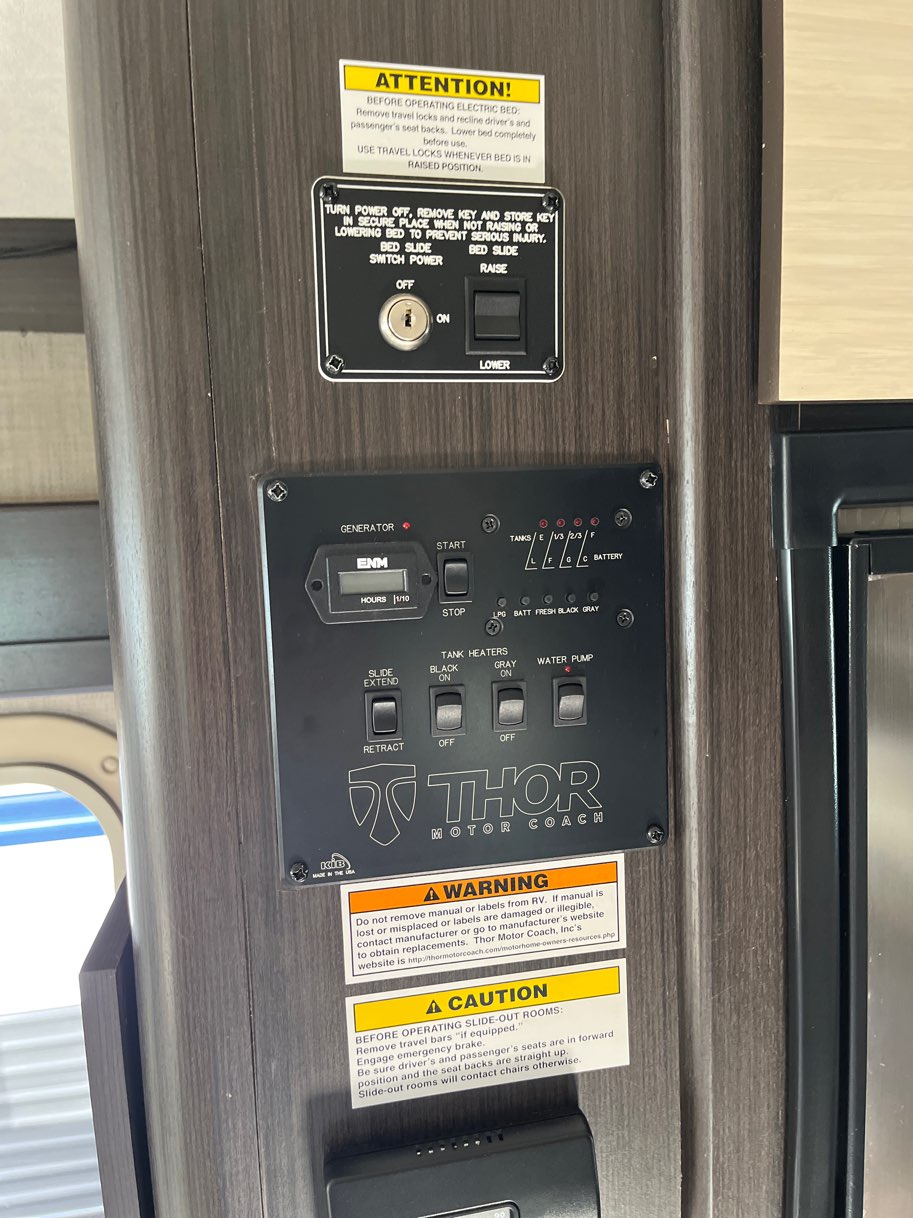 ATTENTION!
BEFORE OPERATING ELECTRIC BED:
Remove travel locks and recline driver's and
passenger's seat backs. Lower bed completely
before use.
USE TRAVEL LOCKS WHENEVER BED IS IN
RAISED POSITION.
TURN POWER OFF, REMOVE KEY AND STORE KEY
IN SECURE PLACE WHEN NOT RAISING OR
LOWERING BED TO PREVENT SERIOUS INJURY.
BED SLIDE
SWITCH POWER
OFF
ON
BED SLIDE
RAISE
LOWER
GENERATOR
ENM
HOURS 1/10
START
STOP
TANKS E 1/3 2/3 F
L F G C BATTERY
LPG BATT FRESH BLACK GRAY
SLIDE
EXTEND
RETRACT
TANK HEATERS
BLACK
ON
OFF
GRAY
ON
OFF
WATER PUMP
THOR
MOTOR COACH
KIB
MADE IN THE USA
WARNING
Do not remove manual or labels from RV. If manual is
lost or misplaced or labels are damaged or illegible,
contact manufacturer or go to manufacturer's website
to obtain replacements. Thor Motor Coach, Inc's
website is http://thormotorcoach.com/motorhome-owners-resources.php
CAUTION
BEFORE OPERATING SLIDE-OUT ROOMS:
Remove travel bars "if equipped."
Engage emergency brake.
Be sure driver's and passenger's seats are in forward
position and the seat backs are straight up.
Slide-out rooms will contact chairs otherwise.